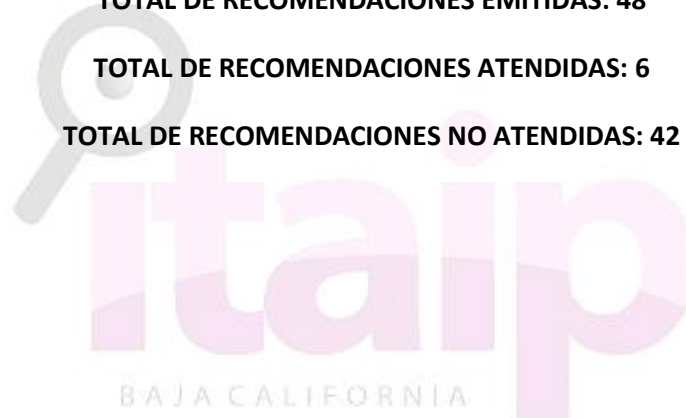 TOTAL DE RECOMENDACIONES EMITIDAS: 48
TOTAL DE RECOMENDACIONES ATENDIDAS: 6
TOTAL DE RECOMENDACIONES NO ATENDIDAS: 42
itaip
BAJA CALIFORNIA